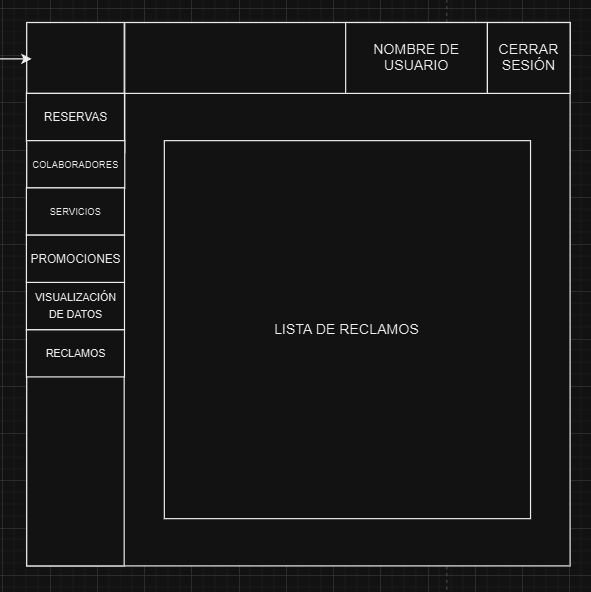 NOMBRE DE
USUARIO
CERRAR
SESIÓN
RESERVAS
COLABORADORES
SERVICIOS
PROMOCIONES
VISUALIZACIÓN
DE DATOS
RECLAMOS
LISTA DE RECLAMOS